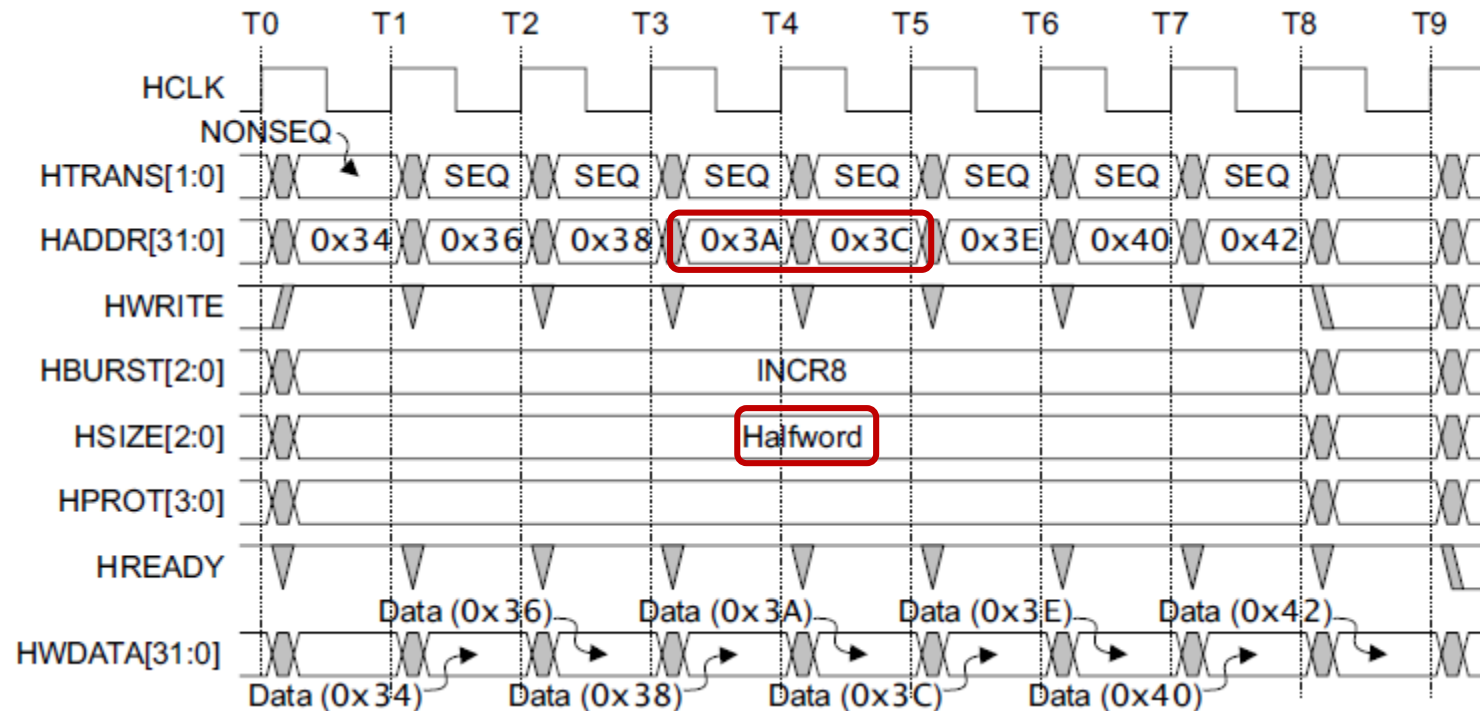 T0 T1 T2 T3 T4 T5 T6 T7 T8 T9
HCLK
NONSEQ
HTRANS[1:0] SEQ SEQ SEQ SEQ SEQ SEQ SEQ
HADDR[31:0] 0x34 0x36 0x38 0x3A 0x3C 0x3E 0x40 0x42
HWRITE
HBURST[2:0] INCR8
HSIZE[2:0] Halfword
HPROT[3:0]
HREADY
Data (0x36) Data (0x3A) Data (0x3E) Data (0x42)
HWDATA[31:0]
Data (0x34) Data (0x38) Data (0x3C) Data (0x40)